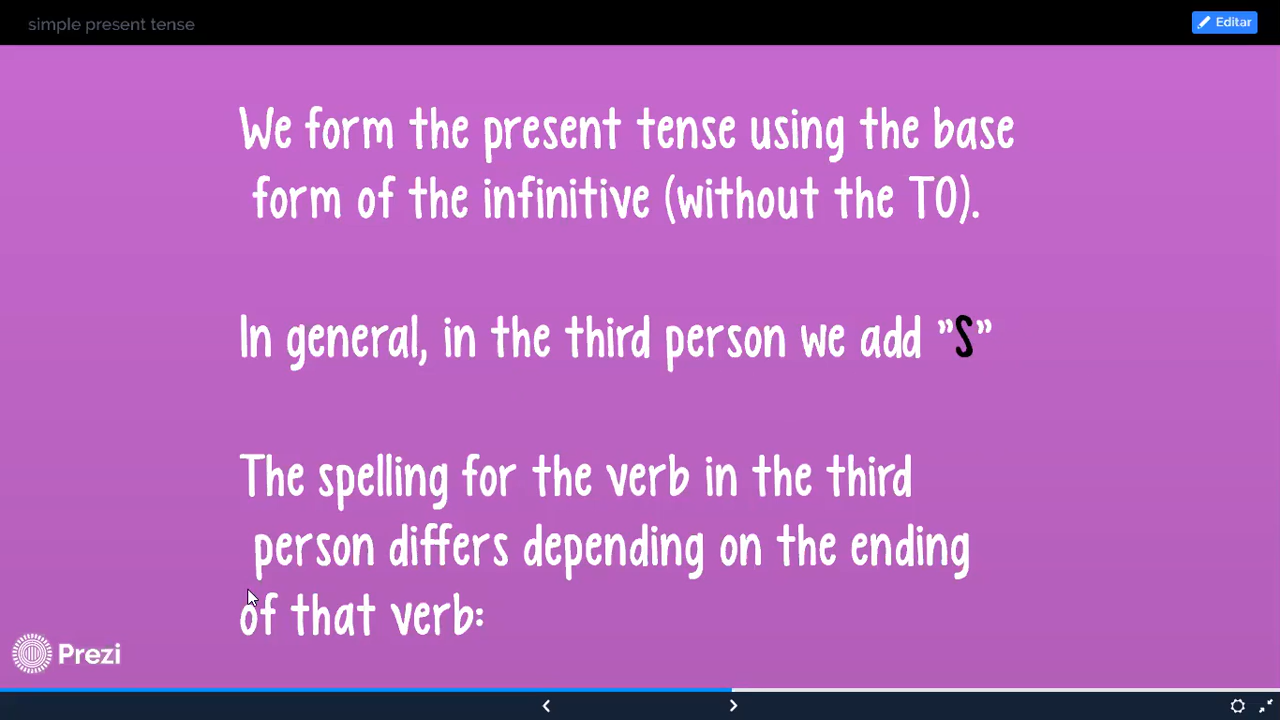 simple present tense
Editar
We form the present tense using the base
form of the infinitive (without the TO).
In general, in the third person we add "S"
The spelling for the verb in the third
person differs depending on the ending
of that verb:
Prezi